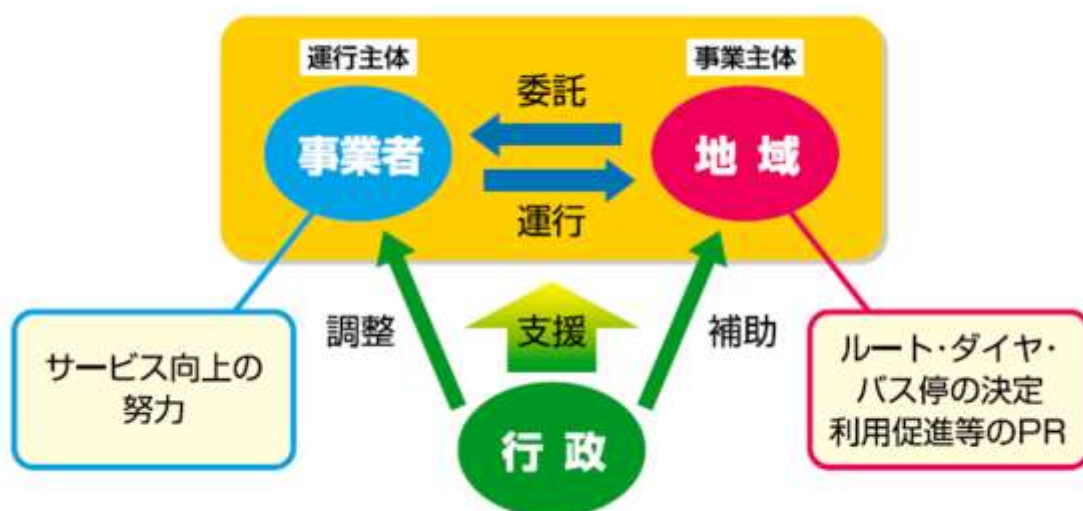 運行主体
事業主体
委託
事業者
地域
運行
調整
支援
補助
サービス向上の
努力
ルート・ダイヤ・
バス停の決定
利用促進等のPR
行政